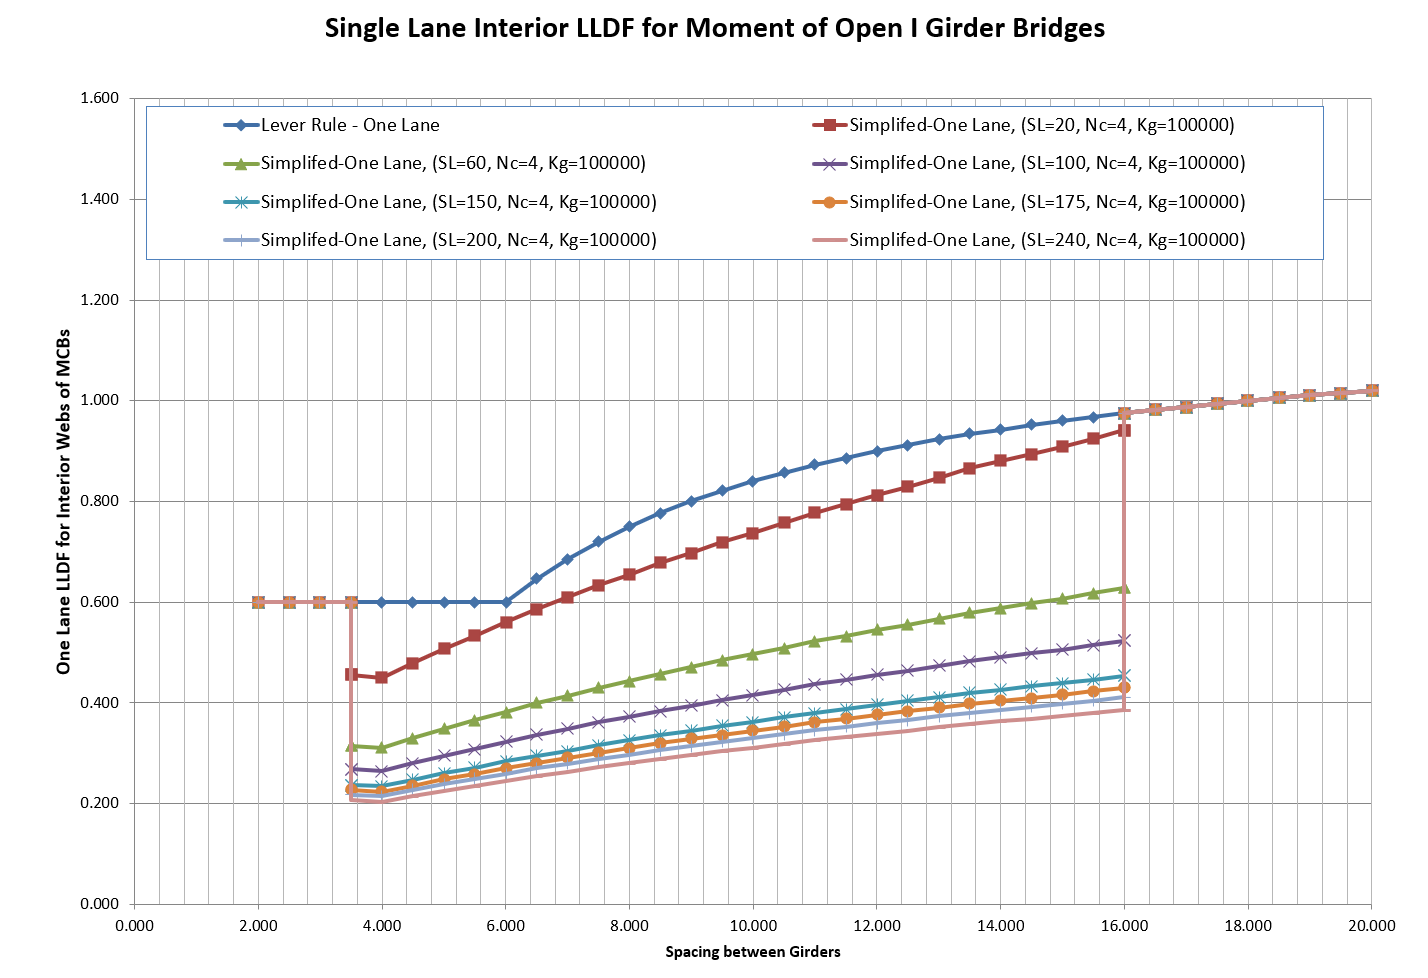 Single Lane Interior LLDF for Moment of Open I Girder Bridges
1.600
1.400
1.200
1.000
0.800
0.600
0.400
0.200
0.000
One Lane LLDF for Interior Webs of MCBs
Lever Rule - One Lane
Simplifed-One Lane, (SL=20, Nc=4, Kg=100000)
Simplifed-One Lane, (SL=60, Nc=4, Kg=100000)
Simplifed-One Lane, (SL=100, Nc=4, Kg=100000)
Simplifed-One Lane, (SL=150, Nc=4, Kg=100000)
Simplifed-One Lane, (SL=175, Nc=4, Kg=100000)
Simplifed-One Lane, (SL=200, Nc=4, Kg=100000)
Simplifed-One Lane, (SL=240, Nc=4, Kg=100000)
0.000 2.000 4.000 6.000 8.000 10.000 12.000 14.000 16.000 18.000 20.000
Spacing between Girders